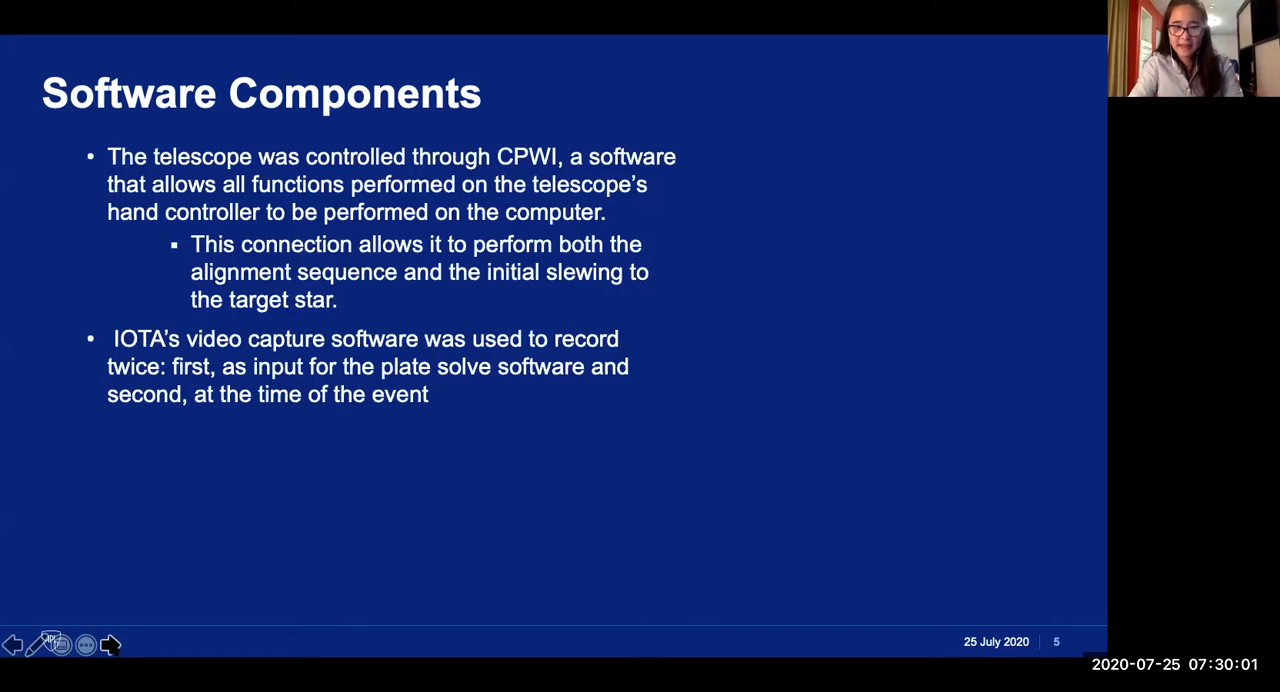 Software Components
• The telescope was controlled through CPWI, a software
that allows all functions performed on the telescope's
hand controller to be performed on the computer.
▪ This connection allows it to perform both the
alignment sequence and the initial slewing to
the target star.
• IOTA's video capture software was used to record
twice: first, as input for the plate solve software and
second, at the time of the event
APL
25 July 2020 5
2020-07-25 07:30:01